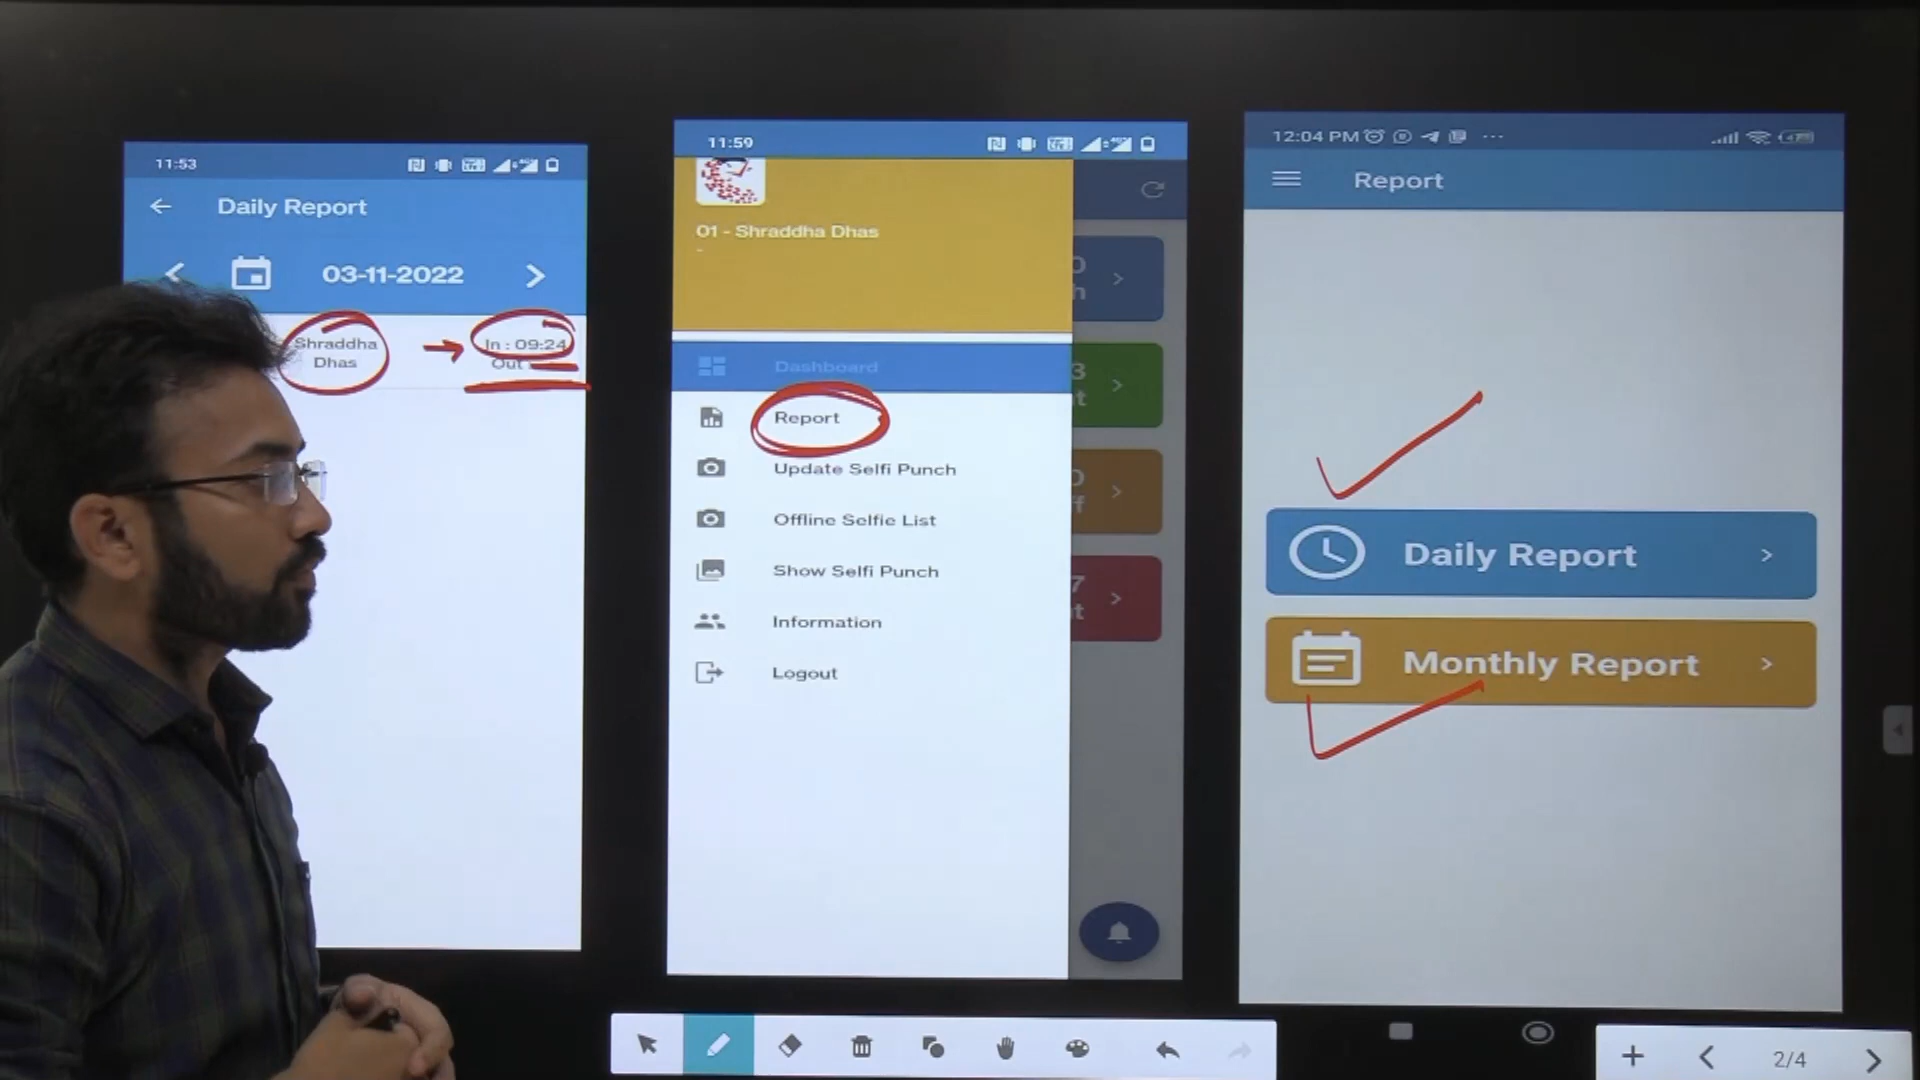 11:53
Daily Report
03-11-2022
Shraddha
Dhas
In : 09:24
Out
11:59
01 - Shraddha Dhas
-
Dashboard
Report
Update Selfi Punch
Offline Selfie List
Show Selfi Punch
Information
Logout
12:04 PM
Report
Daily Report
Monthly Report
2/4